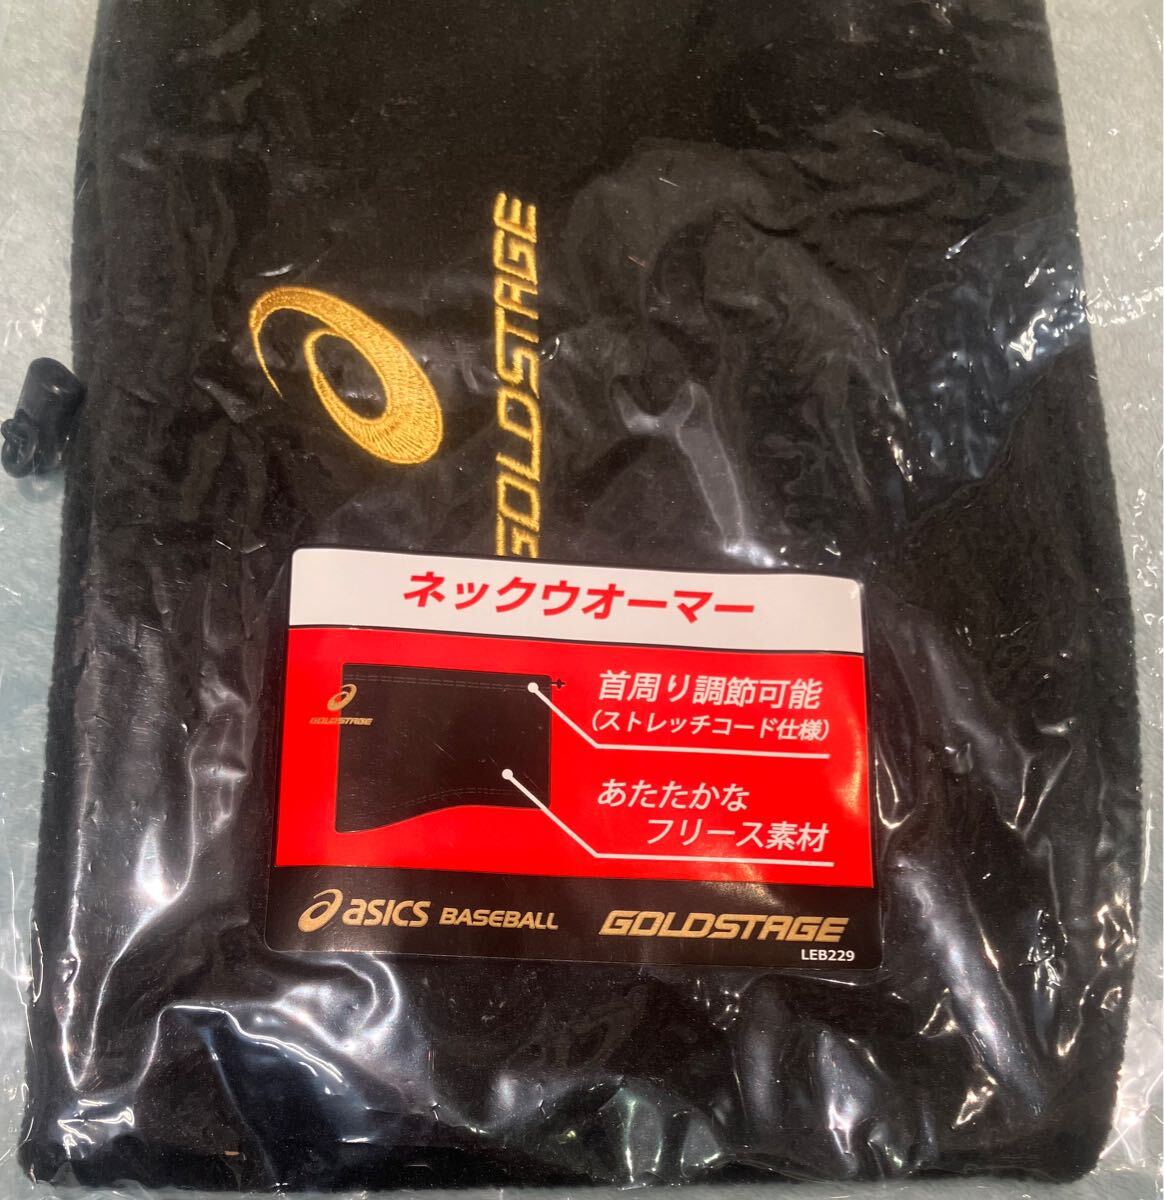 GOLDSTAGE
ネックウオーマー
首周り調節可能
(ストレッチコード仕様)
GOLDSTAGE
あたたかな
フリース素材
asics BASEBALL GOLDSTAGE
LEB229